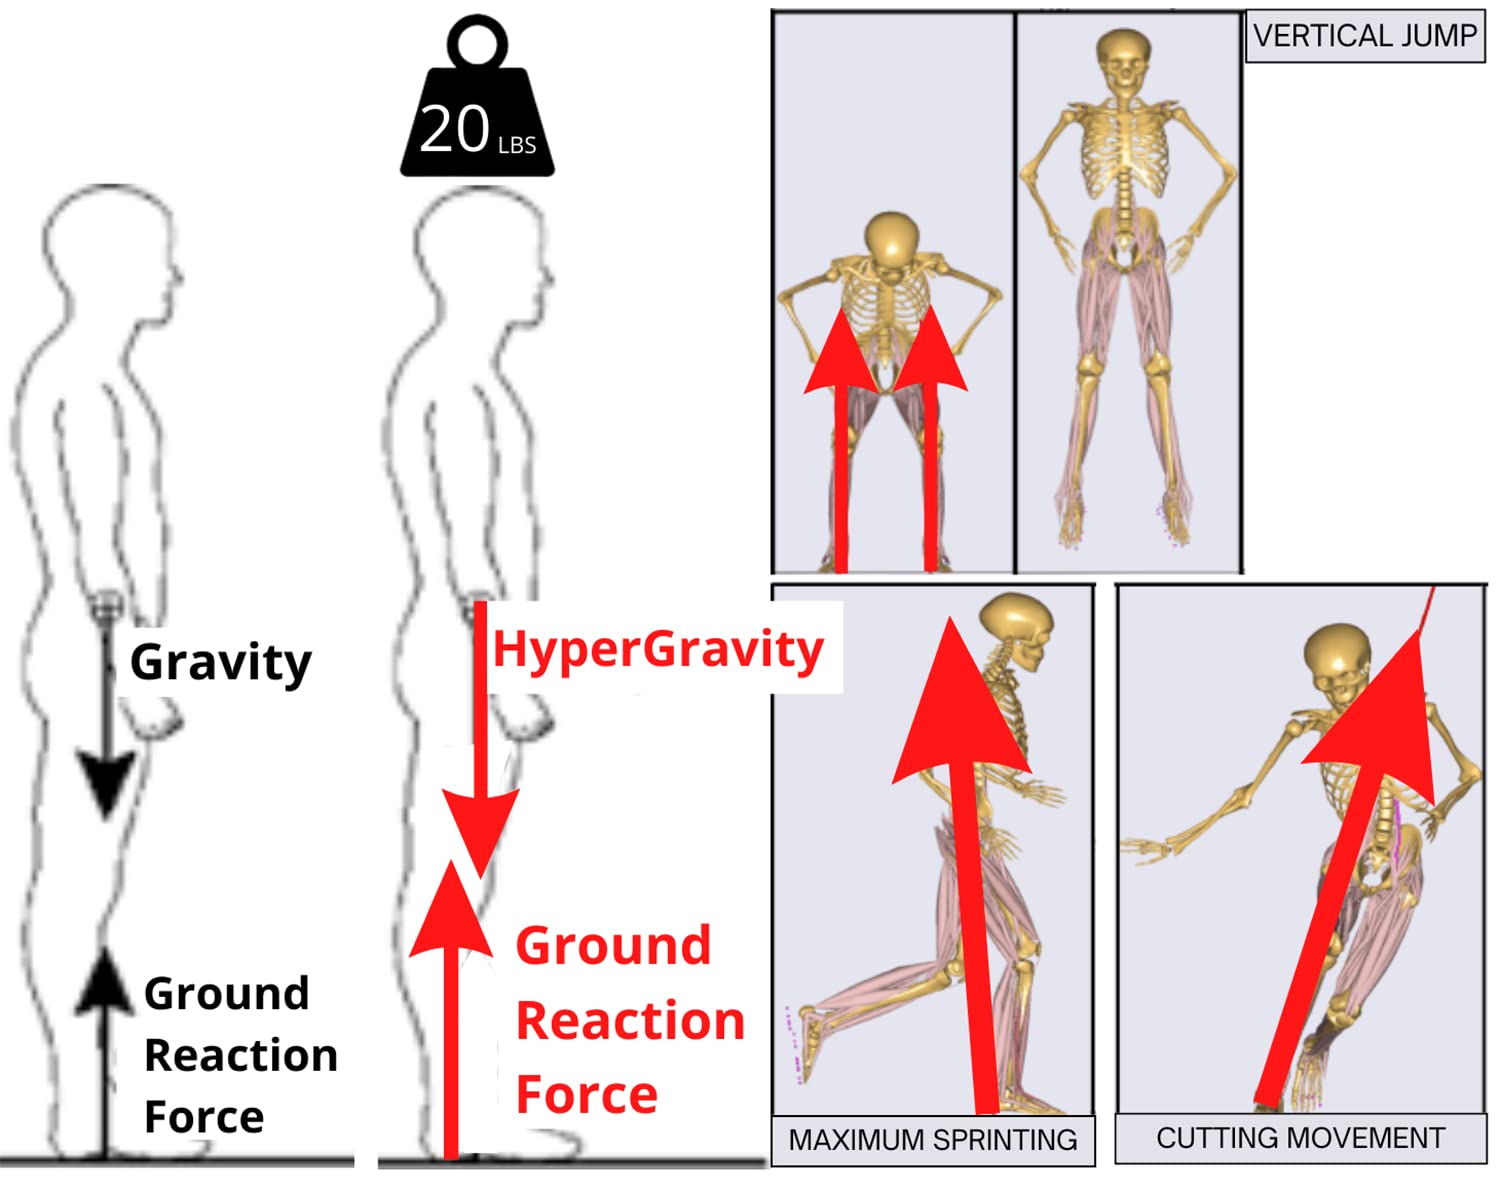 20 LBS
VERTICAL JUMP
Gravity
HyperGravity
Ground
Reaction
Force
Ground
Reaction
Force
MAXIMUM SPRINTING
CUTTING MOVEMENT